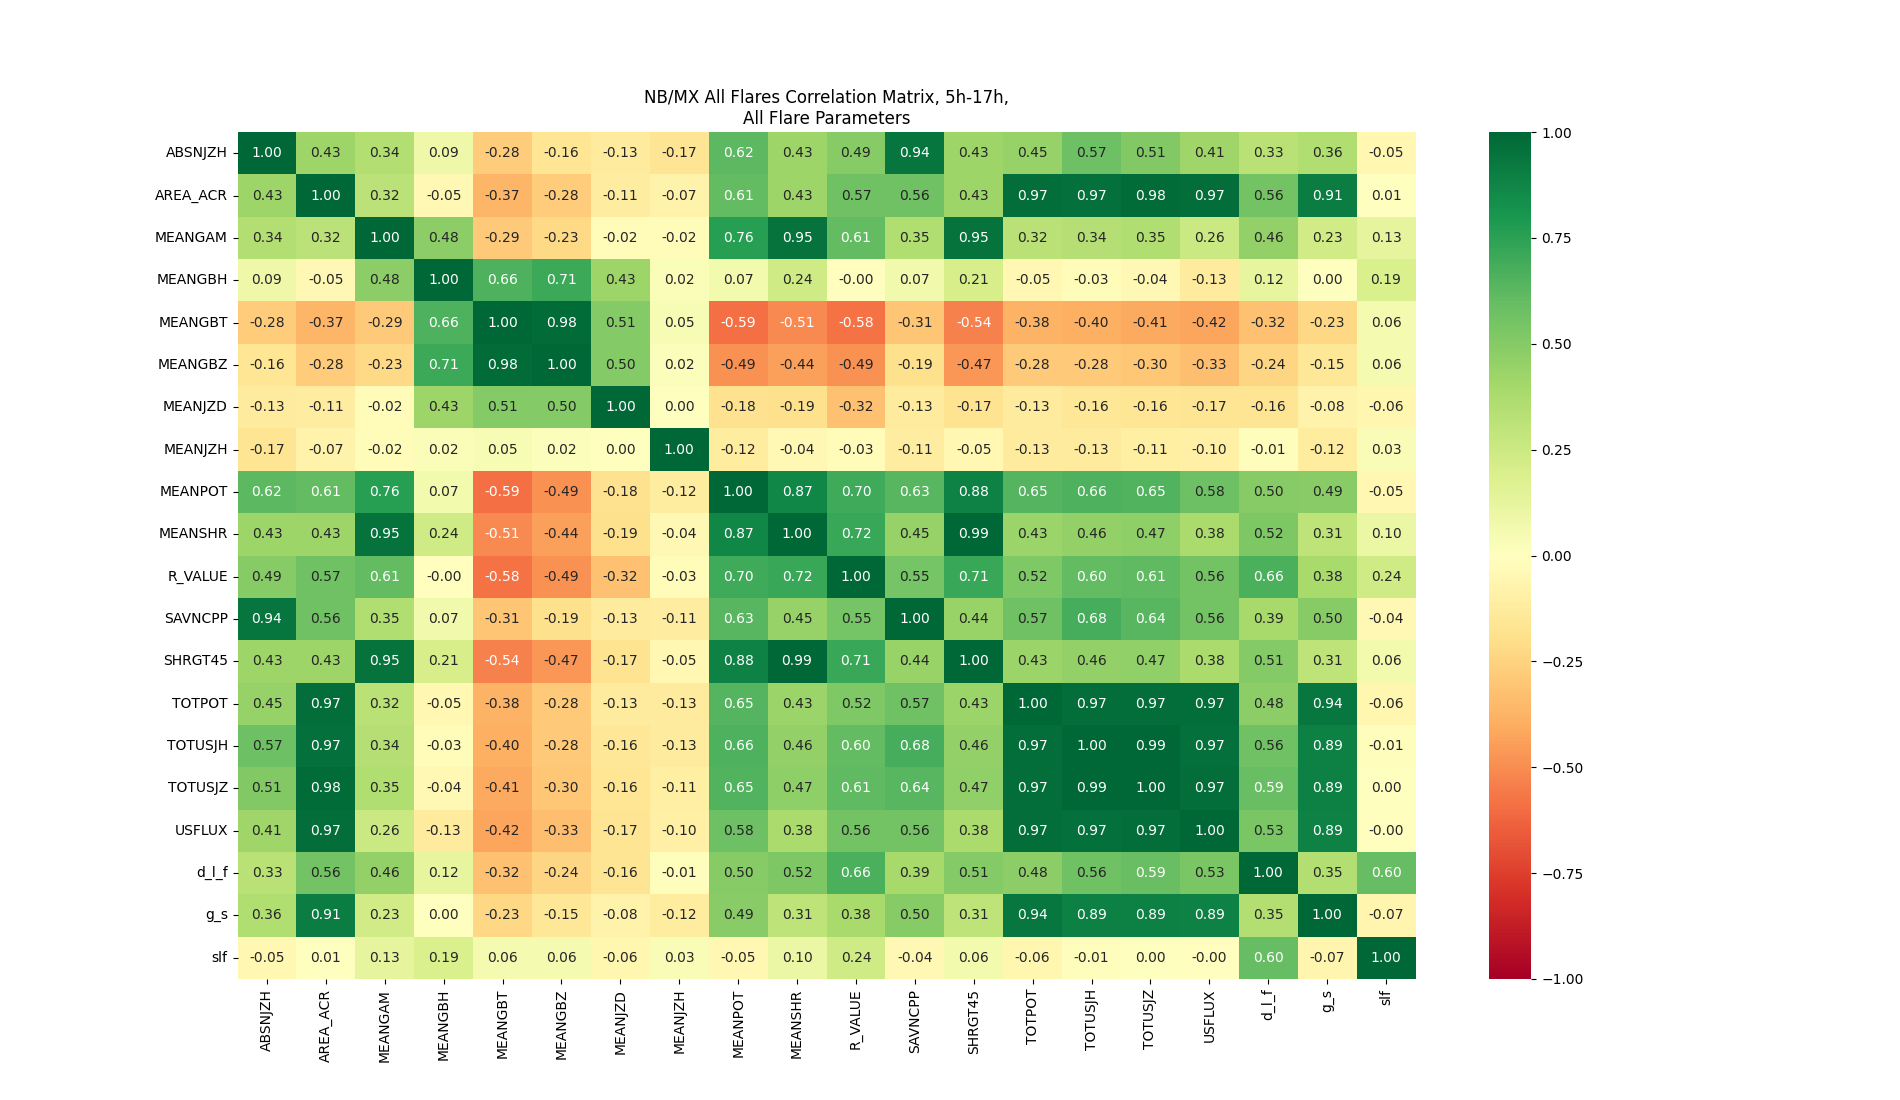 NB/MX All Flares Correlation Matrix, 5h-17h,
All Flare Parameters
ABSNJZH 1.00 0.43 0.34 0.09 -0.28 -0.16 -0.13 -0.17 0.62 0.43 0.49 0.94 0.43 0.45 0.57 0.51 0.41 0.33 0.36 -0.05
AREA_ACR 0.43 1.00 0.32 -0.05 -0.37 -0.28 -0.11 -0.07 0.61 0.43 0.57 0.56 0.43 0.97 0.97 0.98 0.97 0.56 0.91 0.01
MEANGAM 0.34 0.32 1.00 0.48 -0.29 -0.23 -0.02 -0.02 0.76 0.95 0.61 0.35 0.95 0.32 0.34 0.35 0.26 0.46 0.23 0.13
MEANGBH 0.09 -0.05 0.48 1.00 0.66 0.71 0.43 0.02 0.07 0.24 -0.00 0.07 0.21 -0.05 -0.03 -0.04 -0.13 0.12 0.00 0.19
MEANGBT -0.28 -0.37 -0.29 0.66 1.00 0.98 0.51 0.05 -0.59 -0.51 -0.58 -0.31 -0.54 -0.38 -0.40 -0.41 -0.42 -0.32 -0.23 0.06
MEANGBZ -0.16 -0.28 -0.23 0.71 0.98 1.00 0.50 0.02 -0.49 -0.44 -0.49 -0.19 -0.47 -0.28 -0.28 -0.30 -0.33 -0.24 -0.15 0.06
MEANJZD -0.13 -0.11 -0.02 0.43 0.51 0.50 1.00 0.00 -0.18 -0.19 -0.32 -0.13 -0.17 -0.13 -0.16 -0.16 -0.17 -0.16 -0.08 -0.06
MEANJZH -0.17 -0.07 -0.02 0.02 0.05 0.02 0.00 1.00 -0.12 -0.04 -0.03 -0.11 -0.05 -0.13 -0.13 -0.11 -0.10 -0.01 -0.12 0.03
MEANPOT 0.62 0.61 0.76 0.07 -0.59 -0.49 -0.18 -0.12 1.00 0.87 0.70 0.63 0.88 0.65 0.66 0.65 0.58 0.50 0.49 -0.05
MEANSHR 0.43 0.43 0.95 0.24 -0.51 -0.44 -0.19 -0.04 0.87 1.00 0.72 0.45 0.99 0.43 0.46 0.47 0.38 0.52 0.31 0.10
R_VALUE 0.49 0.57 0.61 -0.00 -0.58 -0.49 -0.32 -0.03 0.70 0.72 1.00 0.55 0.71 0.52 0.60 0.61 0.56 0.66 0.38 0.24
SAVNCPP 0.94 0.56 0.35 0.07 -0.31 -0.19 -0.13 -0.11 0.63 0.45 0.55 1.00 0.44 0.57 0.68 0.64 0.56 0.39 0.50 -0.04
SHRGT45 0.43 0.43 0.95 0.21 -0.54 -0.47 -0.17 -0.05 0.88 0.99 0.71 0.44 1.00 0.43 0.46 0.47 0.38 0.51 0.31 0.06
TOTPOT 0.45 0.97 0.32 -0.05 -0.38 -0.28 -0.13 -0.13 0.65 0.43 0.52 0.57 0.43 1.00 0.97 0.97 0.97 0.48 0.94 -0.06
TOTUSJH 0.57 0.97 0.34 -0.03 -0.40 -0.28 -0.16 -0.13 0.66 0.46 0.60 0.68 0.46 0.97 1.00 0.99 0.97 0.56 0.89 -0.01
TOTUSJZ 0.51 0.98 0.35 -0.04 -0.41 -0.30 -0.16 -0.11 0.65 0.47 0.61 0.64 0.47 0.97 0.99 1.00 0.97 0.59 0.89 0.00
USFLUX 0.41 0.97 0.26 -0.13 -0.42 -0.33 -0.17 -0.10 0.58 0.38 0.56 0.56 0.38 0.97 0.97 0.97 1.00 0.53 0.89 -0.00
d_l_f 0.33 0.56 0.46 0.12 -0.32 -0.24 -0.16 -0.01 0.50 0.52 0.66 0.39 0.51 0.48 0.56 0.59 0.53 1.00 0.35 0.60
g_s 0.36 0.91 0.23 0.00 -0.23 -0.15 -0.08 -0.12 0.49 0.31 0.38 0.50 0.31 0.94 0.89 0.89 0.89 0.35 1.00 -0.07
slf -0.05 0.01 0.13 0.19 0.06 0.06 -0.06 0.03 -0.05 0.10 0.24 -0.04 0.06 -0.06 -0.01 0.00 -0.00 0.60 -0.07 1.00
ABSNJZH AREA_ACR MEANGAM MEANGBH MEANGBT MEANGBZ MEANJZD MEANJZH MEANPOT MEANSHR R_VALUE SAVNCPP SHRGT45 TOTPOT TOTUSJH TOTUSJZ USFLUX d_l_f g_s slf
1.00
0.75
0.50
0.25
0.00
−0.25
−0.50
−0.75
−1.00